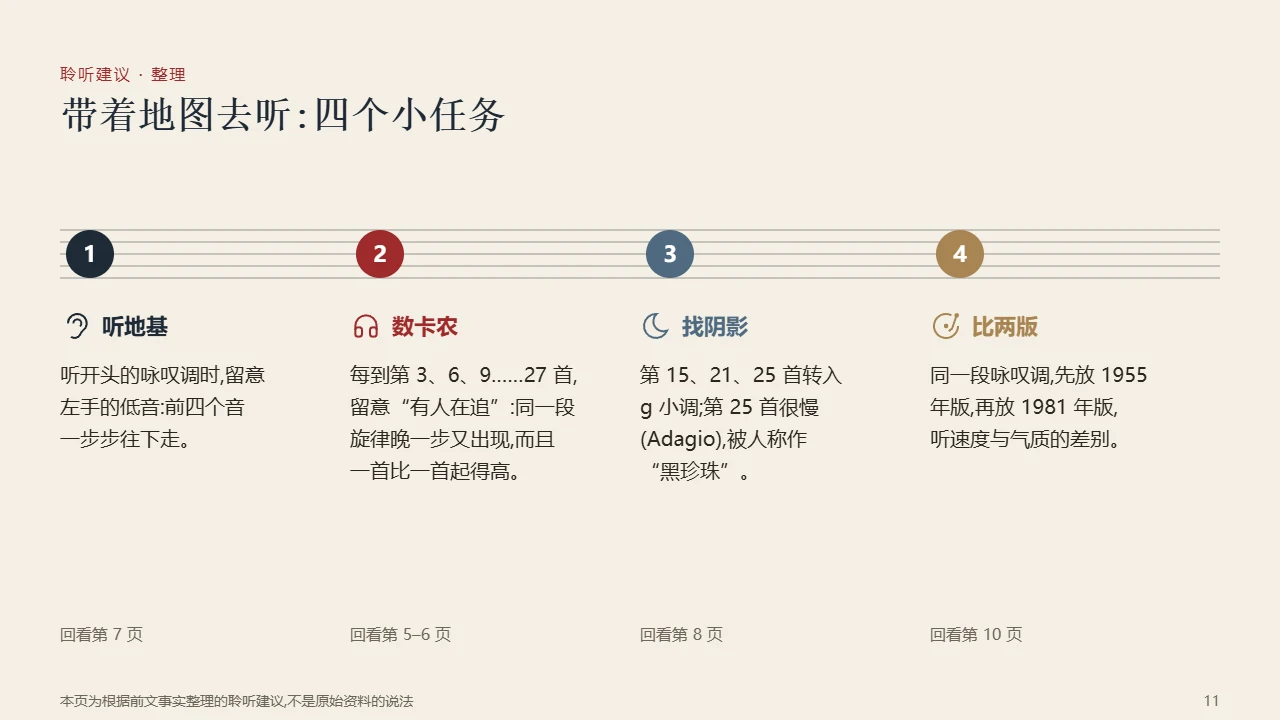 聆听建议 · 整理
带着地图去听:四个小任务
1
听地基
听开头的咏叹调时,留意
左手的低音:前四个音
一步步往下走。
回看第 7 页
2
数卡农
每到第 3、6、9……27 首,
留意“有人在追”:同一段
旋律晚一步又出现,而且
一首比一首起得高。
回看第 5–6 页
3
找阴影
第 15、21、25 首转入
g 小调;第 25 首很慢
(Adagio),被人称作
“黑珍珠”。
回看第 8 页
4
比两版
同一段咏叹调,先放 1955
年版,再放 1981 年版,
听速度与气质的差别。
回看第 10 页
本页为根据前文事实整理的聆听建议,不是原始资料的说法
11